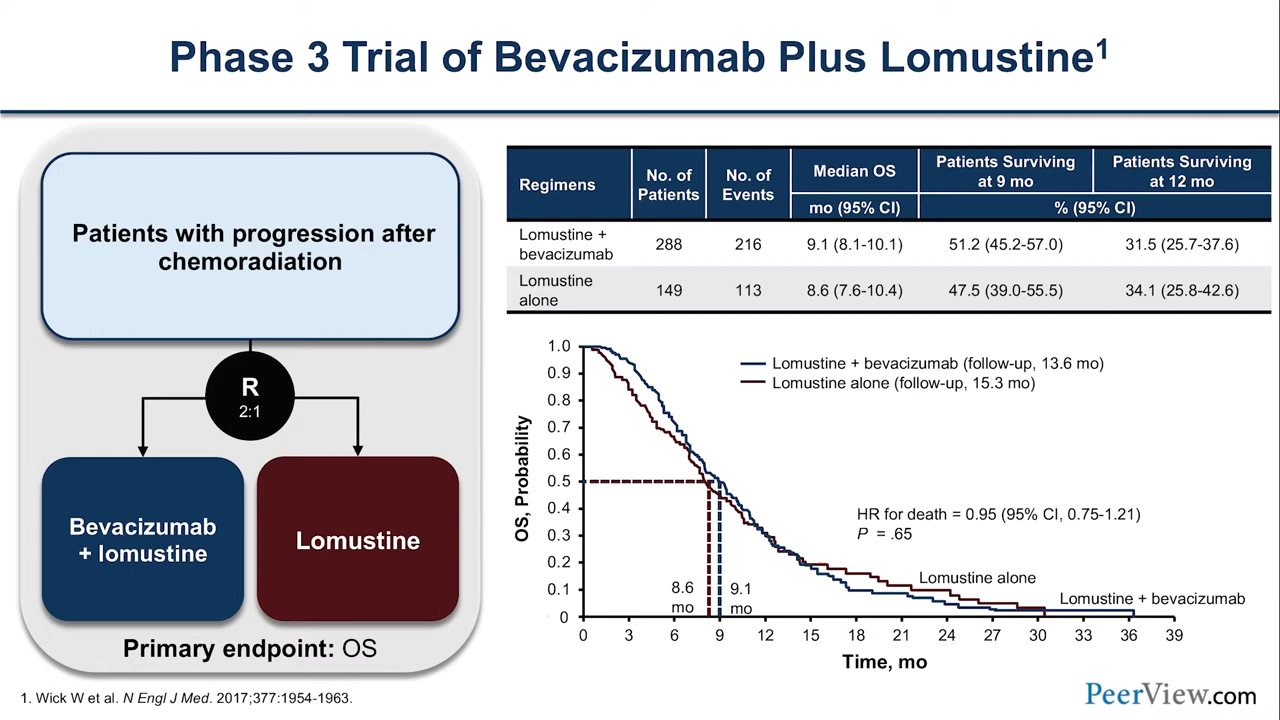 Phase 3 Trial of Bevacizumab Plus Lomustine1
Patients with progression after
chemoradiation
R
2:1
Bevacizumab
+ lomustine
Lomustine
Primary endpoint: OS
Regimens
No. of
Patients
No. of
Events
Median OS
Patients Surviving
at 9 mo
Patients Surviving
at 12 mo
mo (95% CI)
% (95% CI)
Lomustine +
bevacizumab
288
216
9.1 (8.1-10.1)
51.2 (45.2-57.0)
31.5 (25.7-37.6)
Lomustine
alone
149
113
8.6 (7.6-10.4)
47.5 (39.0-55.5)
34.1 (25.8-42.6)
OS, Probability
1.0
0.9
0.8
0.7
0.6
0.5
0.4
0.3
0.2
0.1
0
Lomustine + bevacizumab (follow-up, 13.6 mo)
Lomustine alone (follow-up, 15.3 mo)
HR for death = 0.95 (95% CI, 0.75-1.21)
P = .65
8.6
mo
9.1
mo
Lomustine alone
Lomustine + bevacizumab
0 3 6 9 12 15 18 21 24 27 30 33 36 39
Time, mo
1. Wick W et al. N Engl J Med. 2017;377:1954-1963.
PeerView.com